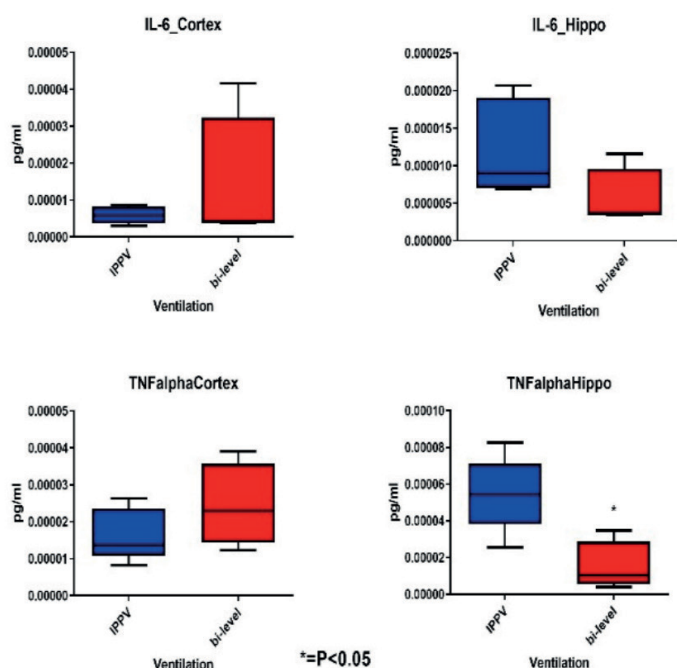 IL-6_Cortex
0.00005
0.00004
0.00003
0.00002
0.00001
0.00000
pg/ml
IPPV
bi-level
Ventilation
IL-6_Hippo
0.000025
0.000020
0.000015
0.000010
0.000005
0.000000
pg/ml
IPPV
bi-level
Ventilation
TNFalphaCortex
0.00005
0.00004
0.00003
0.00002
0.00001
0.00000
pg/ml
IPPV
bi-level
Ventilation
TNFalphaHippo
0.00010
0.00008
0.00006
0.00004
0.00002
0.00000
pg/ml
*
IPPV
bi-level
Ventilation
*=P<0.05